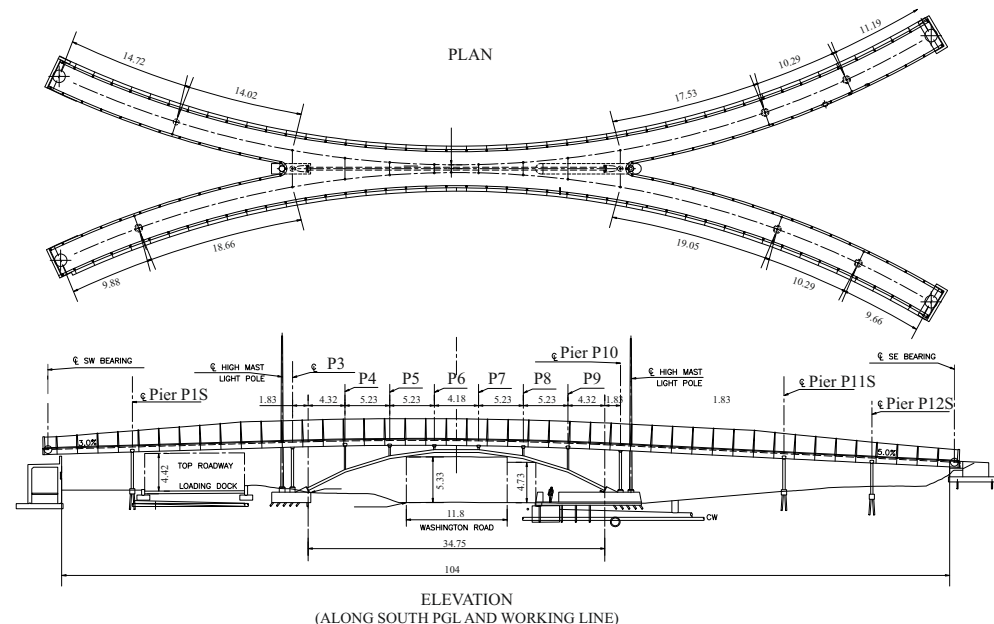 PLAN
14.72
14.02
17.53
10.29
11.19
9.88
18.66
19.05
10.29
9.66
℄ SW BEARING
℄ HIGH MAST
LIGHT POLE
℄ P3
℄ Pier P10
℄ HIGH MAST
LIGHT POLE
℄ SE BEARING
℄ Pier P1S
P4
P5
P6
P7
P8
P9
℄ Pier P11S
℄ Pier P12S
1.83
4.32
5.23
5.23
4.18
5.23
5.23
4.32
1.83
1.83
3.0%
5.0%
4.42
TOP ROADWAY
LOADING DOCK
5.33
4.73
11.8
WASHINGTON ROAD
CW
34.75
104
ELEVATION
(ALONG SOUTH PGL AND WORKING LINE)